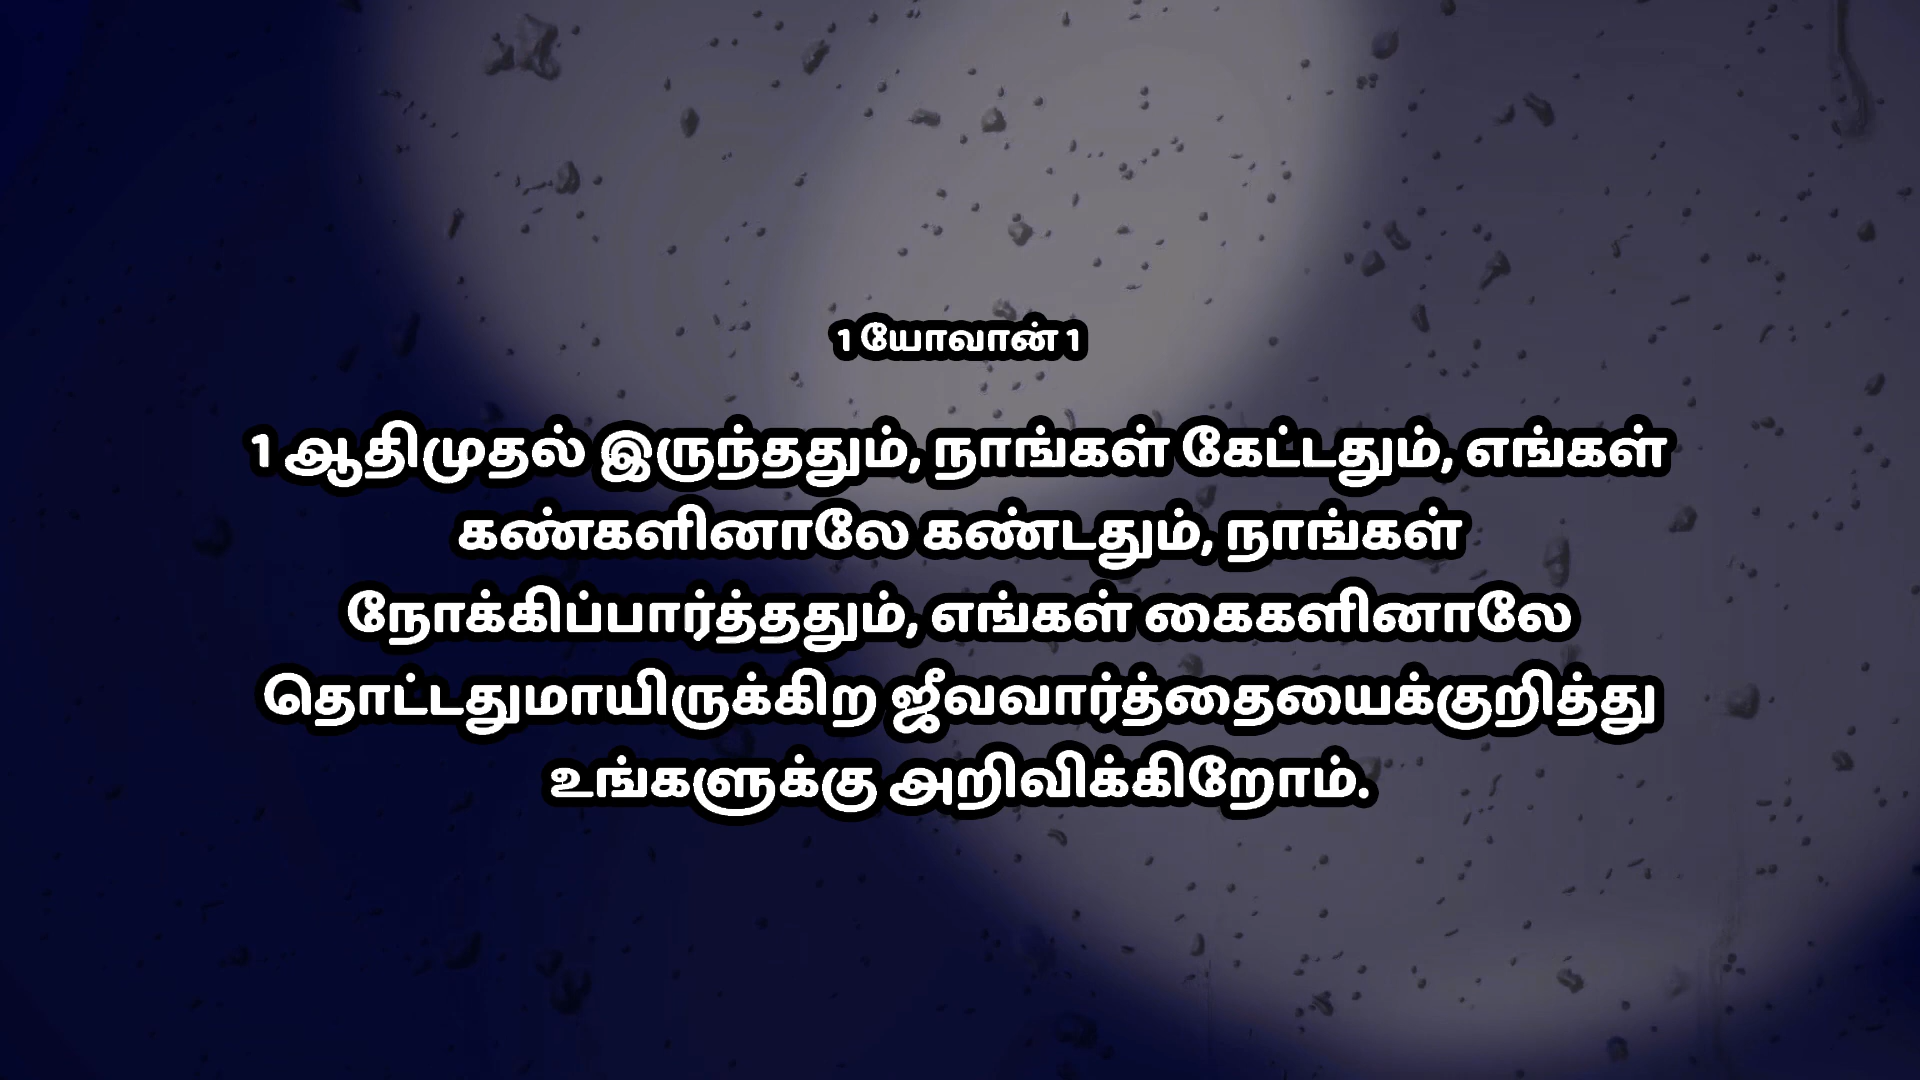 1 யோவான் 1
1 ஆதிமுதல் இருந்ததும், நாங்கள் கேட்டதும், எங்கள்
கண்களினாலே கண்டதும், நாங்கள்
நோக்கிப்பார்த்ததும், எங்கள் கைகளினாலே
தொட்டதுமாயிருக்கிற ஜீவவார்த்தையைக்குறித்து
உங்களுக்கு அறிவிக்கிறோம்.